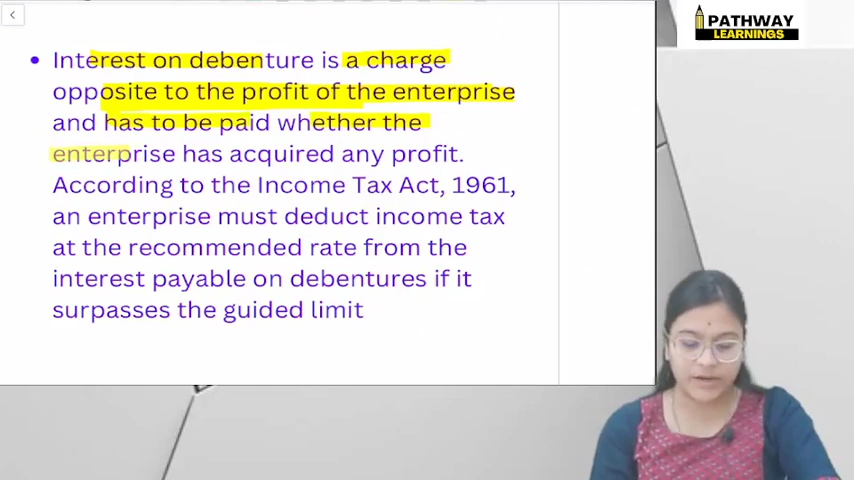 PATHWAY
LEARNINGS
Interest on debenture is a charge
opposite to the profit of the enterprise
and has to be paid whether the
enterprise has acquired any profit.
According to the Income Tax Act, 1961,
an enterprise must deduct income tax
at the recommended rate from the
interest payable on debentures if it
surpasses the guided limit